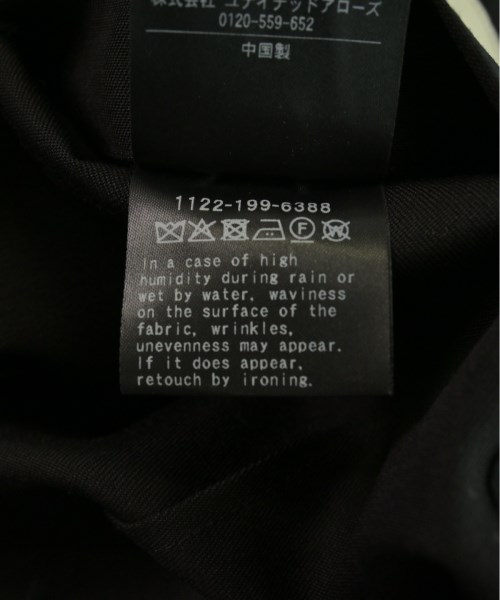 株式会社 ユナイテッドアローズ
0120-559-652
中国製
1122-199-6388
F W
In a case of high
humidity during rain or
wet by water, waviness
on the surface of the
fabric, wrinkles,
unevenness may appear.
If it does appear,
retouch by ironing.